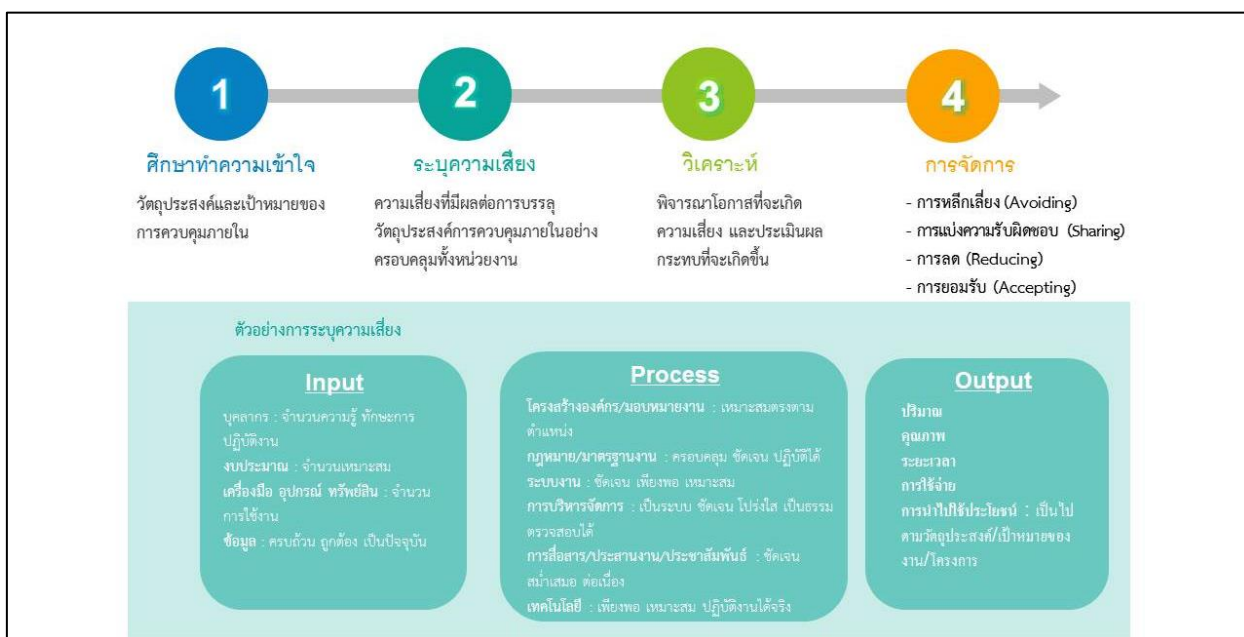 1
ศึกษาทำความเข้าใจ
วัตถุประสงค์และเป้าหมายของ
การควบคุมภายใน
2
ระบุความเสี่ยง
ความเสี่ยงที่มีผลต่อการบรรลุ
วัตถุประสงค์การควบคุมภายในอย่าง
ครอบคลุมทั้งหน่วยงาน
3
วิเคราะห์
พิจารณาโอกาสที่จะเกิด
ความเสี่ยง และประเมินผล
กระทบที่จะเกิดขึ้น
4
การจัดการ
- การหลีกเลี่ยง (Avoiding)
- การแบ่งความรับผิดชอบ (Sharing)
- การลด (Reducing)
- การยอมรับ (Accepting)
ตัวอย่างการระบุความเสี่ยง
Input
บุคลากร : จำนวนความรู้ ทักษะการ
ปฏิบัติงาน
งบประมาณ : จำนวนเหมาะสม
เครื่องมือ อุปกรณ์ ทรัพย์สิน : จำนวน
การใช้งาน
ข้อมูล : ครบถ้วน ถูกต้อง เป็นปัจจุบัน
Process
โครงสร้างองค์กร/มอบหมายงาน : เหมาะสมตรงตาม
ตำแหน่ง
กฎหมาย/มาตรฐานงาน : ครอบคลุม ชัดเจน ปฏิบัติได้
ระบบงาน : ชัดเจน เพียงพอ เหมาะสม
การบริหารจัดการ : เป็นระบบ ชัดเจน โปร่งใส เป็นธรรม
ตรวจสอบได้
การสื่อสาร/ประสานงาน/ประชาสัมพันธ์ : ชัดเจน
สม่ำเสมอ ต่อเนื่อง
เทคโนโลยี : เพียงพอ เหมาะสม ปฏิบัติงานได้จริง
Output
ปริมาณ
คุณภาพ
ระยะเวลา
การใช้จ่าย
การนำไปใช้ประโยชน์ : เป็นไป
ตามวัตถุประสงค์/เป้าหมายของ
งาน/โครงการ